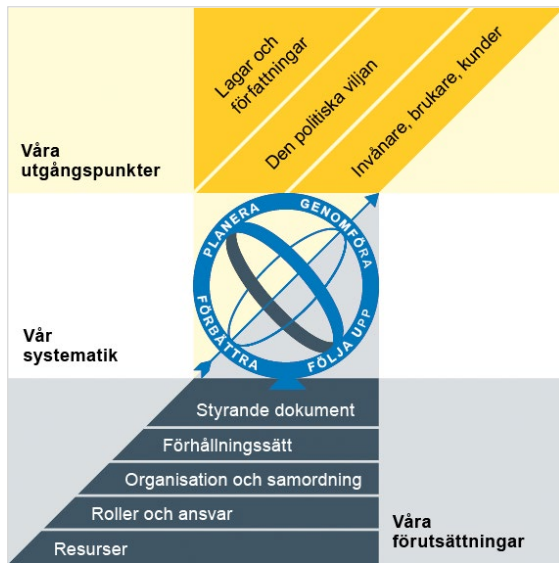 Lagar och
författningar
Den politiska viljan
Invånare, brukare, kunder
Våra
utgångspunkter
PLANERA
GENOMFÖRA
FÖLJA UPP
FÖRBÄTTRA
Vår
systematik
Styrande dokument
Förhållningssätt
Organisation och samordning
Roller och ansvar
Resurser
Våra
förutsättningar